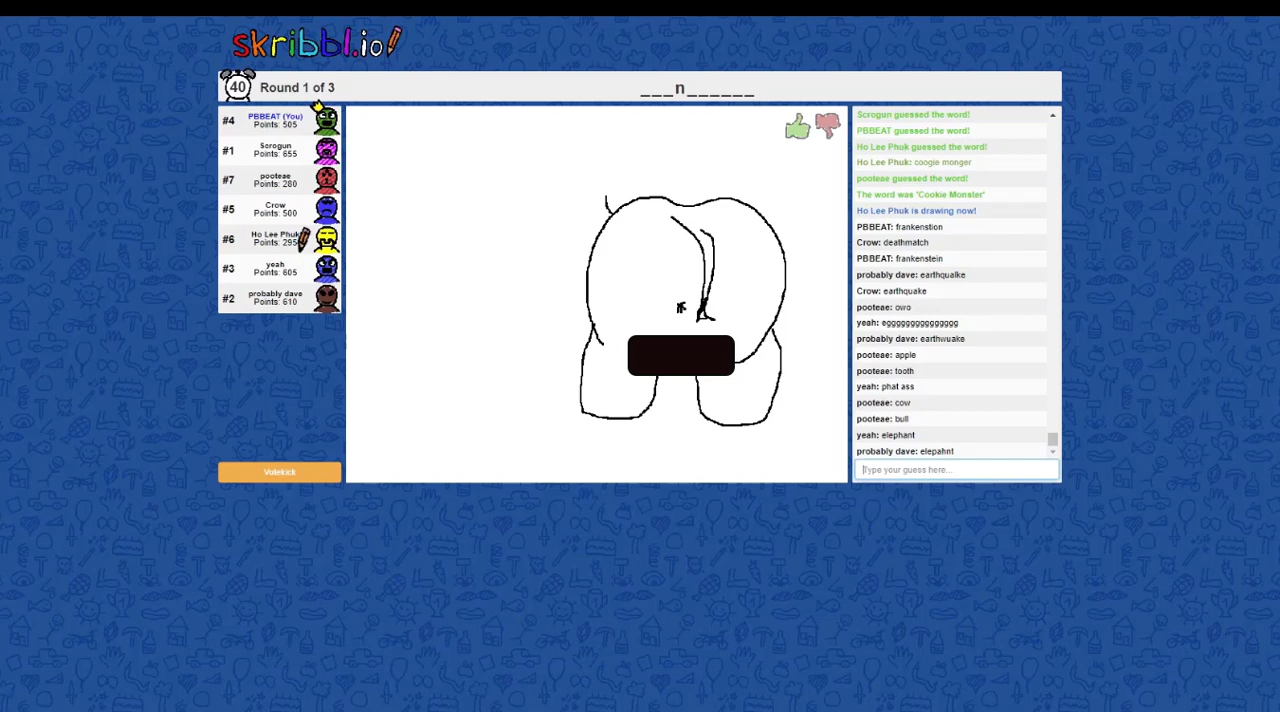 skribbl.io
40 Round 1 of 3
___n______
#4 PBBEAT (You)
Points: 505
#1 Scrogun
Points: 655
#7 pooteae
Points: 280
#5 Crow
Points: 500
#6 Ho Lee Phuk
Points: 295
#3 yeah
Points: 605
#2 probably dave
Points: 610
Votekick
Scrogun guessed the word!
PBBEAT guessed the word!
Ho Lee Phuk guessed the word!
Ho Lee Phuk: coogie monger
pooteae guessed the word!
The word was 'Cookie Monster'
Ho Lee Phuk is drawing now!
PBBEAT: frankenstion
Crow: deathmatch
PBBEAT: frankenstein
probably dave: earthqualke
Crow: earthquake
pooteae: owo
yeah: eggggggggggggggg
probably dave: earthwuake
pooteae: apple
pooteae: tooth
yeah: phat ass
pooteae: cow
pooteae: bull
yeah: elephant
probably dave: elepahnt
Type your guess here...